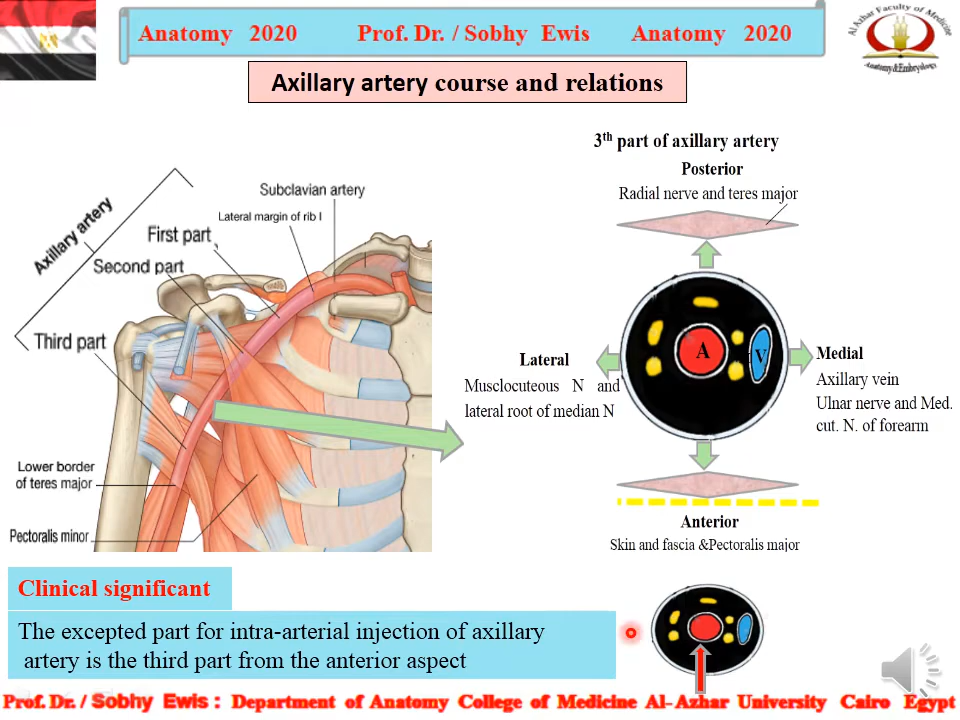 Anatomy 2020 Prof. Dr. / Sobhy Ewis Anatomy 2020
Al Azhar Faculty of Medicine
Anatomy&Embryology
Axillary artery course and relations
3th part of axillary artery
Posterior
Radial nerve and teres major
Axillary artery
Subclavian artery
Lateral margin of rib I
First part
Second part
Third part
Lower border
of teres major
Pectoralis minor
A
V
Lateral
Musclocuteous N and
lateral root of median N
Medial
Axillary vein
Ulnar nerve and Med.
cut. N. of forearm
Anterior
Skin and fascia &Pectoralis major
Clinical significant
The excepted part for intra-arterial injection of axillary
artery is the third part from the anterior aspect
Prof. Dr. / Sobhy Ewis : Department of Anatomy College of Medicine Al- Azhar University Cairo Egypt